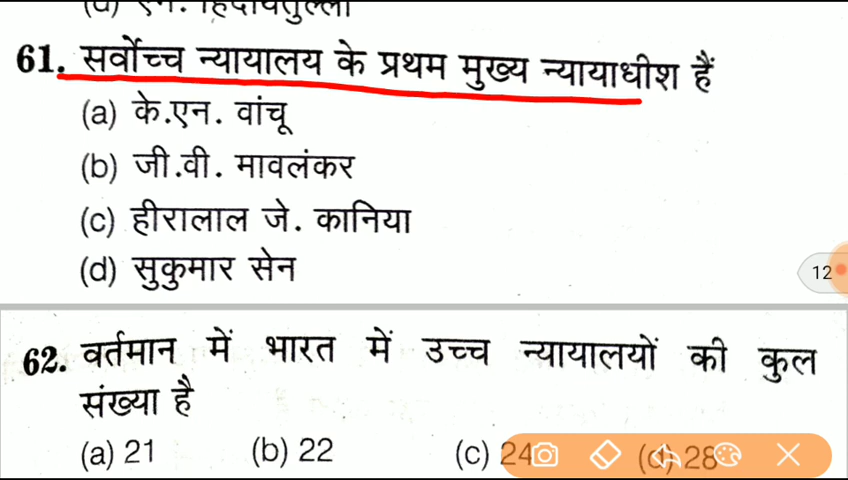 61. सर्वोच्च न्यायालय के प्रथम मुख्य न्यायाधीश हैं
(a) के.एन. वांचू
(b) जी.वी. मावलंकर
(c) हीरालाल जे. कानिया
(d) सुकुमार सेन
12
62. वर्तमान में भारत में उच्च न्यायालयों की कुल
संख्या है
(a) 21 (b) 22 (c) 24 (d) 28